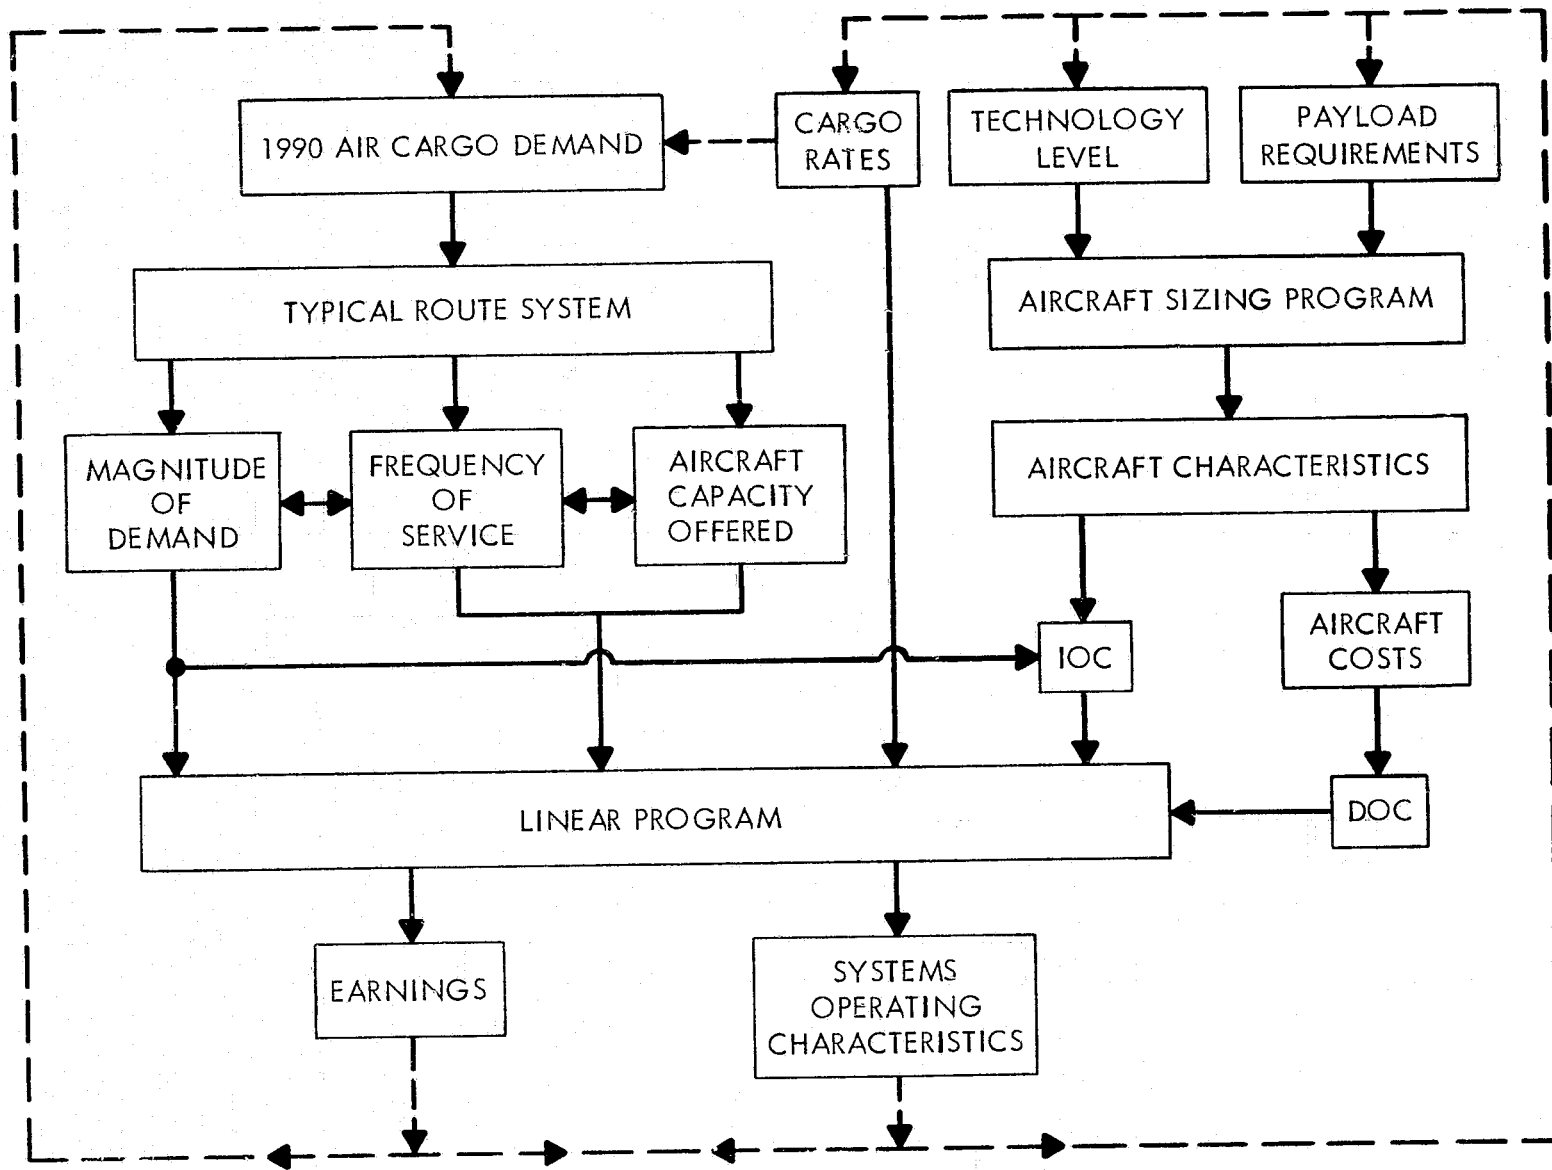 1990 AIR CARGO DEMAND
CARGO
RATES
TECHNOLOGY
LEVEL
PAYLOAD
REQUIREMENTS
TYPICAL ROUTE SYSTEM
AIRCRAFT SIZING PROGRAM
MAGNITUDE
OF
DEMAND
FREQUENCY
OF
SERVICE
AIRCRAFT
CAPACITY
OFFERED
AIRCRAFT CHARACTERISTICS
IOC
AIRCRAFT
COSTS
LINEAR PROGRAM
DOC
EARNINGS
SYSTEMS
OPERATING
CHARACTERISTICS